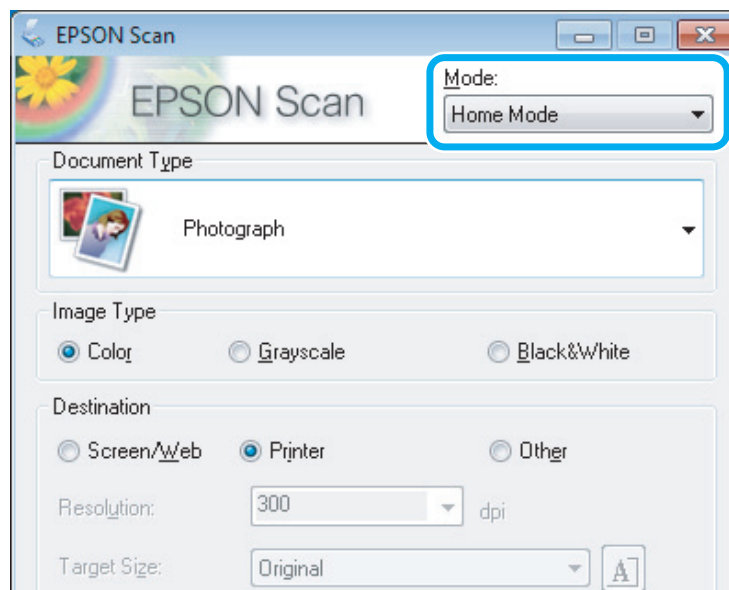 EPSON Scan
EPSON Scan
Mode:
Home Mode
Document Type
Photograph
Image Type
Color Grayscale Black&White
Destination
Screen/Web Printer Other
Resolution: 300 dpi
Target Size: Original A